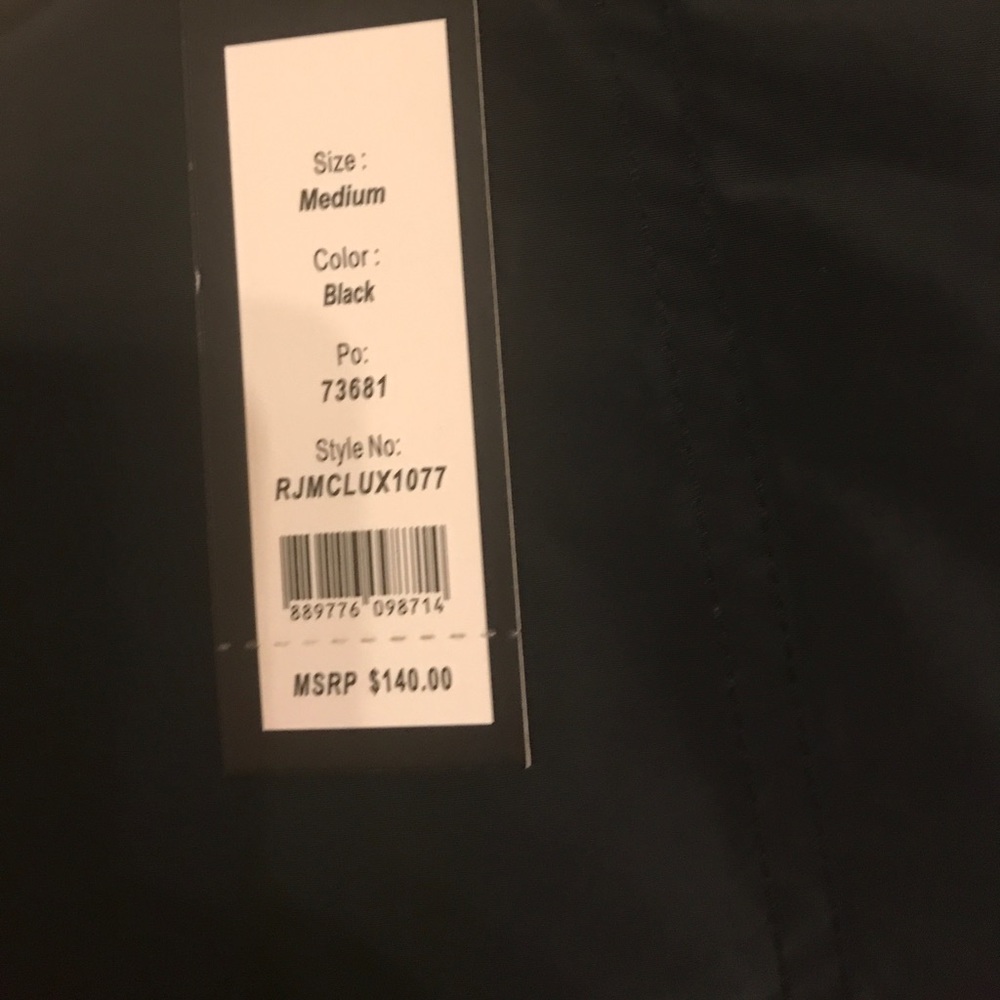 Size :
Medium
Color :
Black
Po:
73681
Style No:
RJMCLUX1077
889776 098714
MSRP $140.00